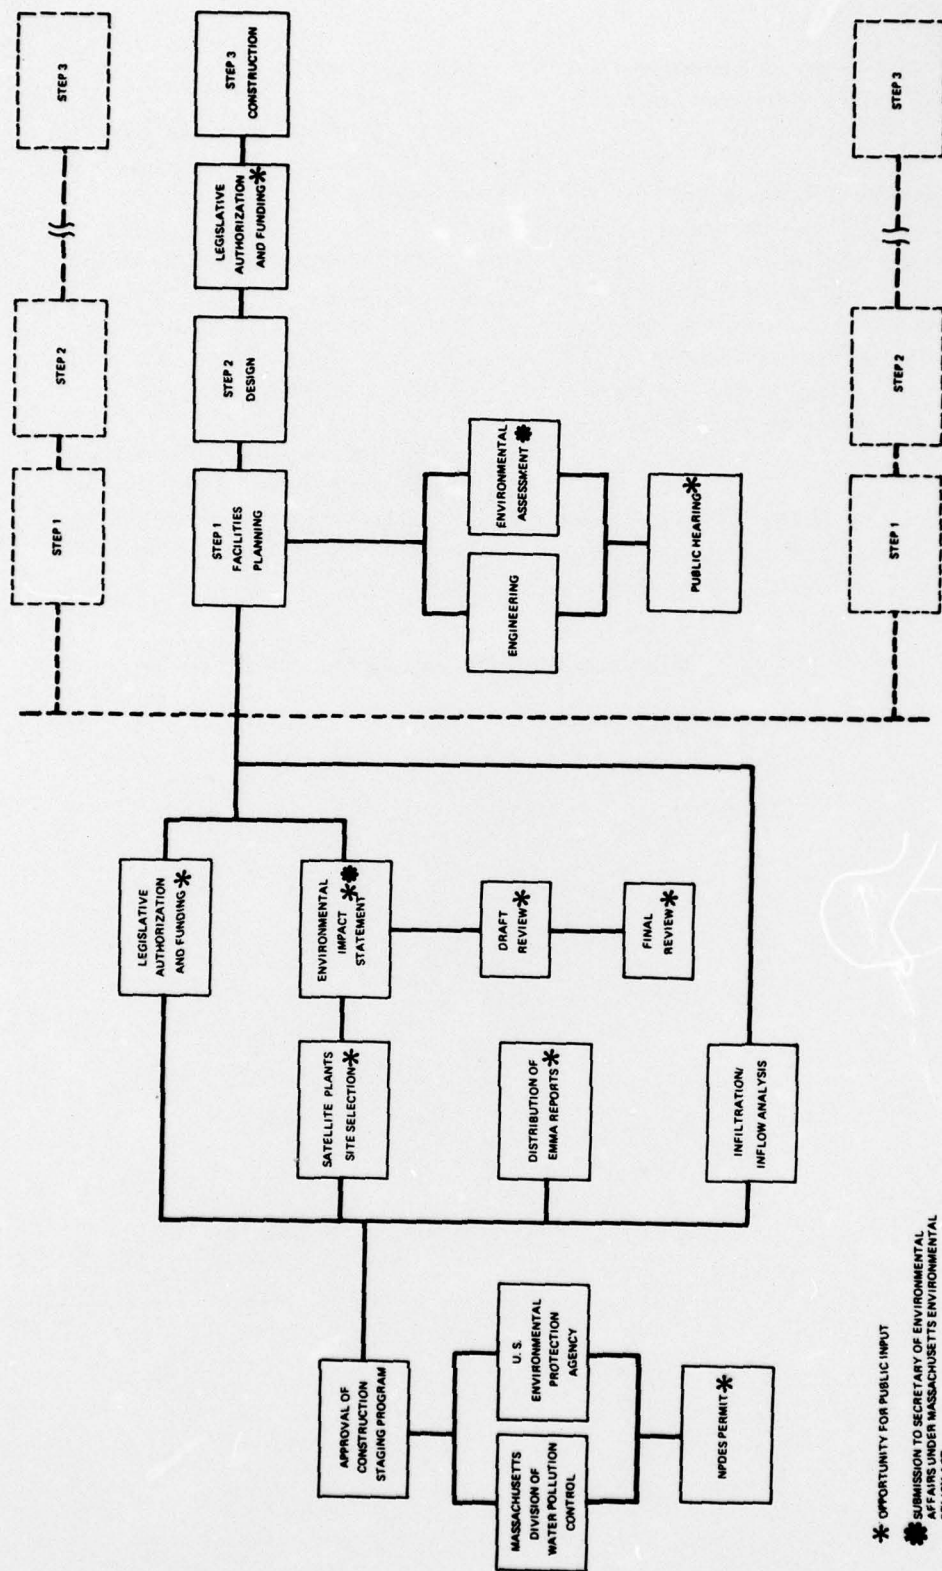 STEP 1
STEP 2
STEP 3
LEGISLATIVE
AUTHORIZATION
AND FUNDING*
STEP 1
FACILITIES
PLANNING
STEP 2
DESIGN
LEGISLATIVE
AUTHORIZATION
AND FUNDING*
STEP 3
CONSTRUCTION
APPROVAL OF
CONSTRUCTION
STAGING PROGRAM
SATELLITE PLANTS
SITE SELECTION*
ENVIRONMENTAL
IMPACT **
STATEMENT
MASSACHUSETTS
DIVISION OF
WATER POLLUTION
CONTROL
U. S.
ENVIRONMENTAL
PROTECTION
AGENCY
DISTRIBUTION OF
EMMA REPORTS*
DRAFT
REVIEW*
ENGINEERING
ENVIRONMENTAL
ASSESSMENT *
NPDES PERMIT*
INFILTRATION/
INFLOW ANALYSIS
FINAL
REVIEW*
PUBLIC HEARING*
STEP 1
STEP 2
STEP 3
* OPPORTUNITY FOR PUBLIC INPUT
* SUBMISSION TO SECRETARY OF ENVIRONMENTAL
AFFAIRS UNDER MASSACHUSETTS ENVIRONMENTAL